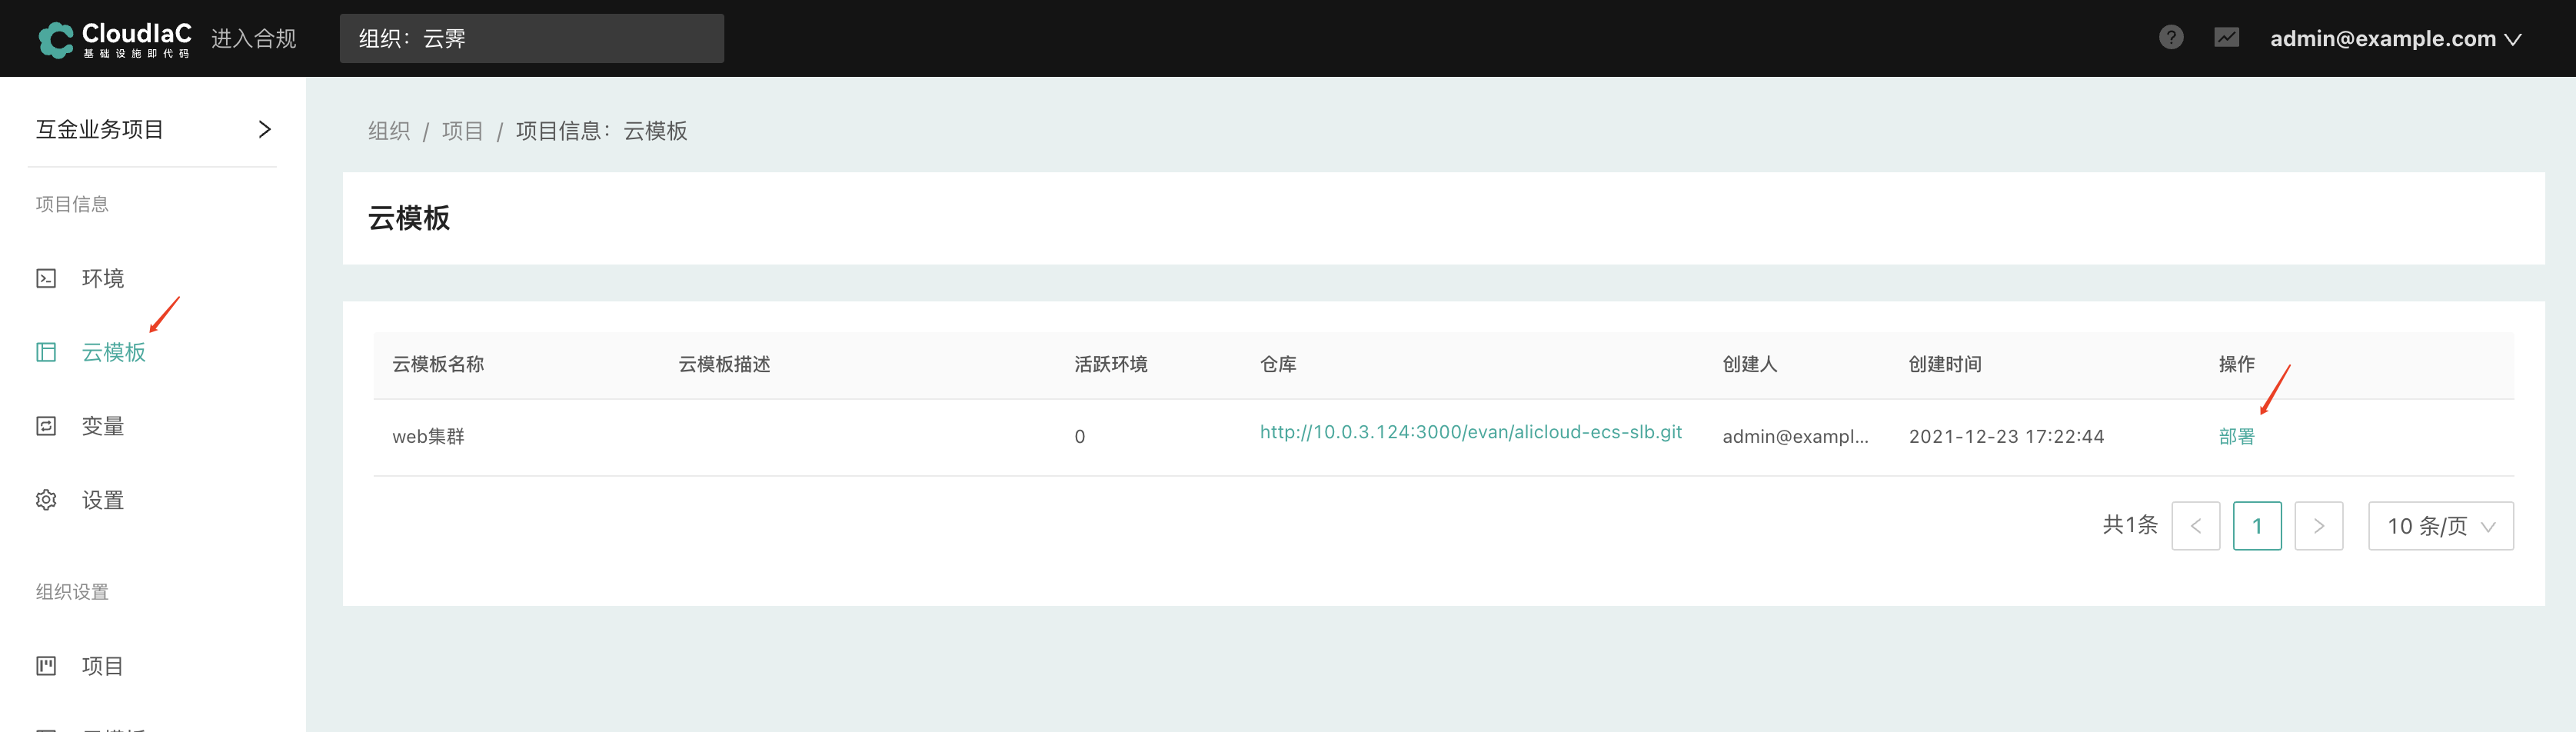 CloudIaC
基础设施即代码
进入合规
组织：云霁
admin@example.com
互金业务项目
项目信息
环境
云模板
变量
设置
组织设置
项目
组织 / 项目 / 项目信息：云模板
云模板
云模板名称 云模板描述 活跃环境 仓库 创建人 创建时间 操作
web集群 0 http://10.0.3.124:3000/evan/alicloud-ecs-slb.git admin@exampl... 2021-12-23 17:22:44 部署
共1条 < 1 > 10 条/页